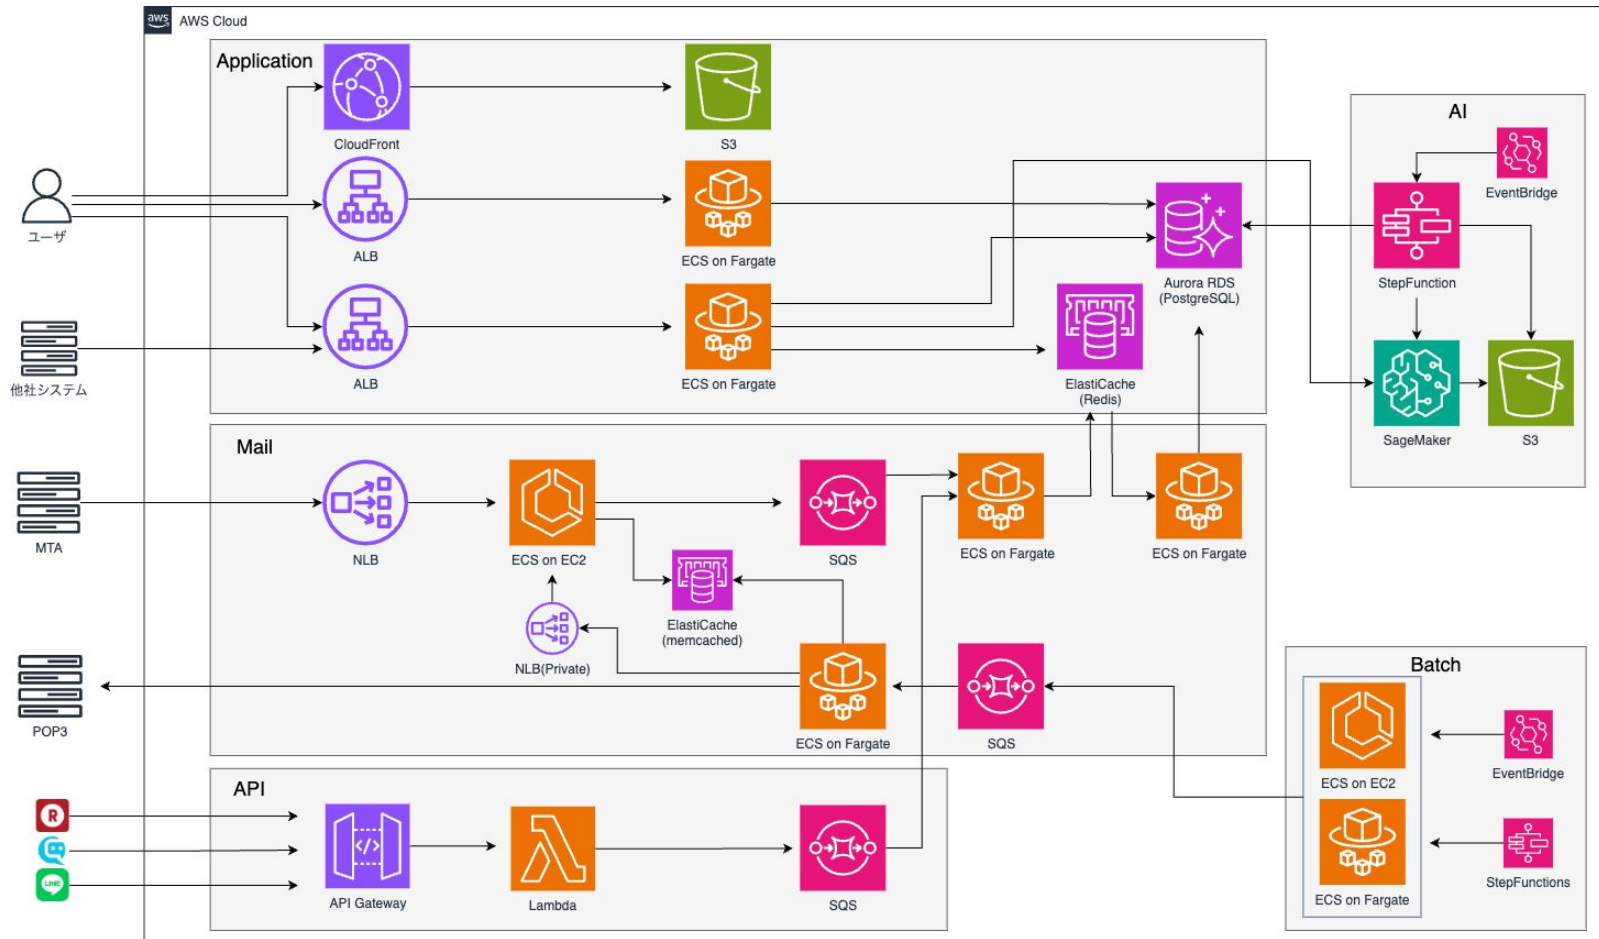 aws
AWS Cloud
Application
CloudFront
S3
ユーザ
ALB
ECS on Fargate
Aurora RDS
(PostgreSQL)
他社システム
ALB
ECS on Fargate
ElastiCache
(Redis)
AI
EventBridge
StepFunction
SageMaker
S3
Mail
MTA
NLB
ECS on EC2
SQS
ECS on Fargate
ECS on Fargate
ElastiCache
(memcached)
NLB(Private)
POP3
ECS on Fargate
SQS
Batch
ECS on EC2
EventBridge
ECS on Fargate
StepFunctions
API
R
LINE
API Gateway
</>
Lambda
SQS